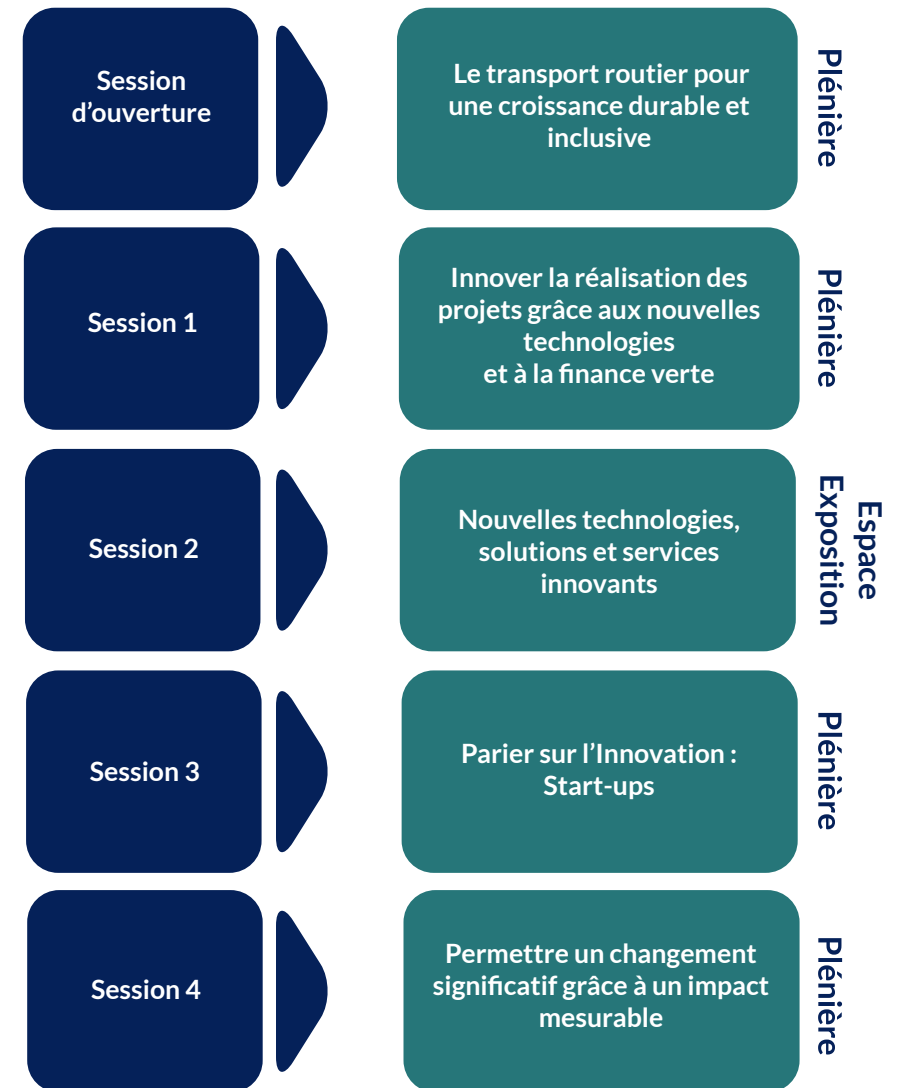 Session
d’ouverture
Le transport routier pour
une croissance durable et
inclusive
Plénière
Session 1
Innover la réalisation des
projets grâce aux nouvelles
technologies
et à la finance verte
Plénière
Session 2
Nouvelles technologies,
solutions et services
innovants
Espace
Exposition
Session 3
Parier sur l’Innovation :
Start-ups
Plénière
Session 4
Permettre un changement
significatif grâce à un impact
mesurable
Plénière